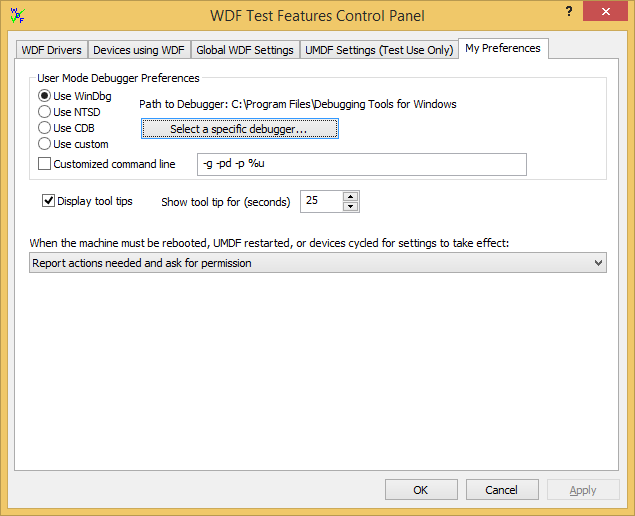 WDF Test Features Control Panel
?
WDF Drivers
Devices using WDF
Global WDF Settings
UMDF Settings (Test Use Only)
My Preferences
User Mode Debugger Preferences
Use WinDbg
Path to Debugger: C:\Program Files\Debugging Tools for Windows
Use NTSD
Use CDB
Select a specific debugger...
Use custom
Customized command line
-g -pd -p %u
Display tool tips
Show tool tip for (seconds)
25
When the machine must be rebooted, UMDF restarted, or devices cycled for settings to take effect:
Report actions needed and ask for permission
OK
Cancel
Apply